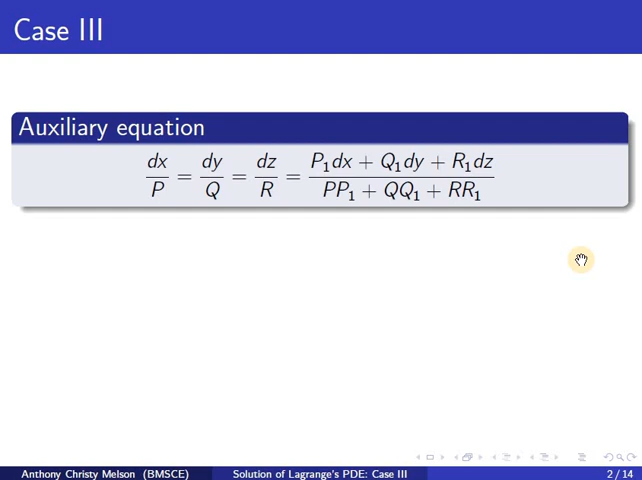 Case III
Auxiliary equation
dx/P = dy/Q = dz/R = P₁dx + Q₁dy + R₁dz / PP₁ + QQ₁ + RR₁
Anthony Christy Melson (BMSCE) Solution of Lagrange's PDE: Case III 2 / 14